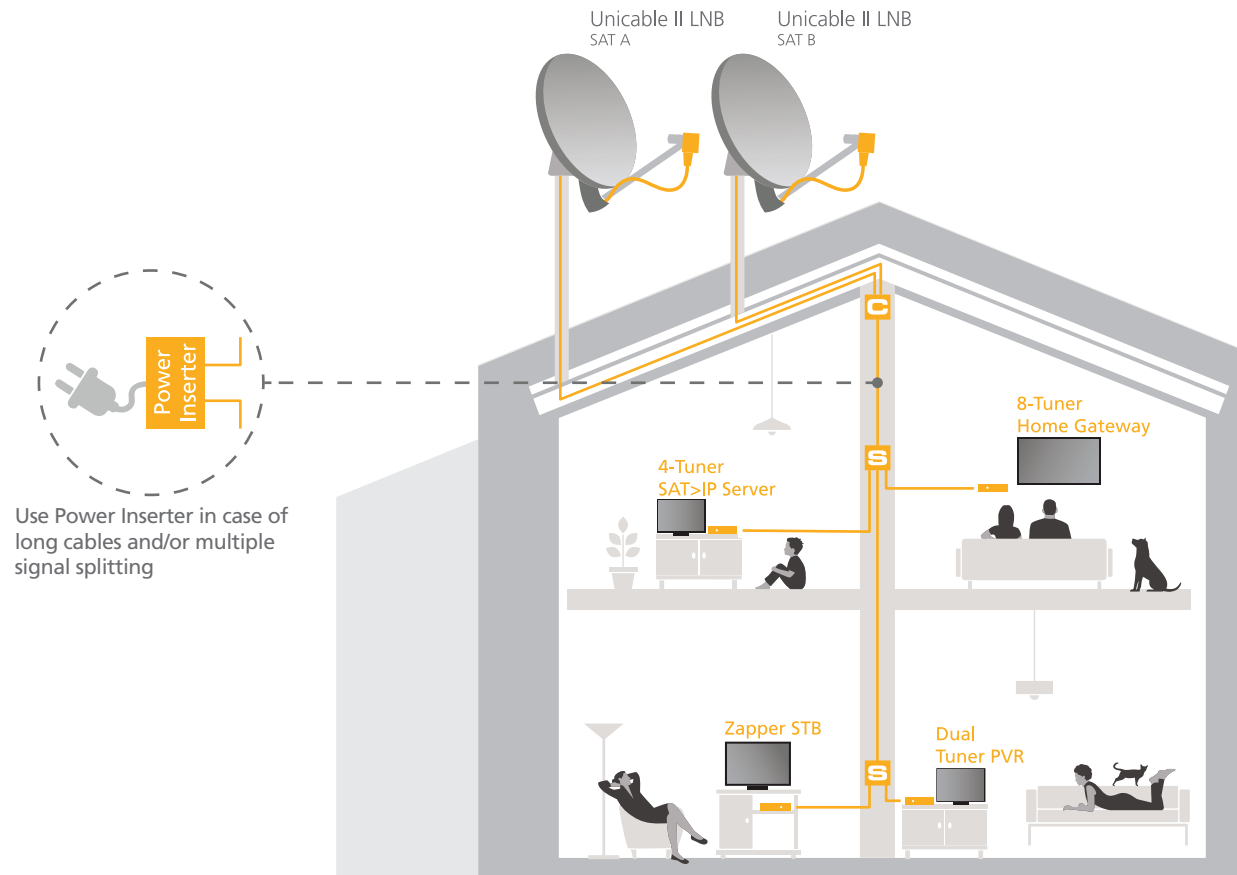 Unicable II LNB
SAT A
Unicable II LNB
SAT B
C
Power
Inserter
Use Power Inserter in case of
long cables and/or multiple
signal splitting
8-Tuner
Home Gateway
S
4-Tuner
SAT>IP Server
Zapper STB
Dual
Tuner PVR
S